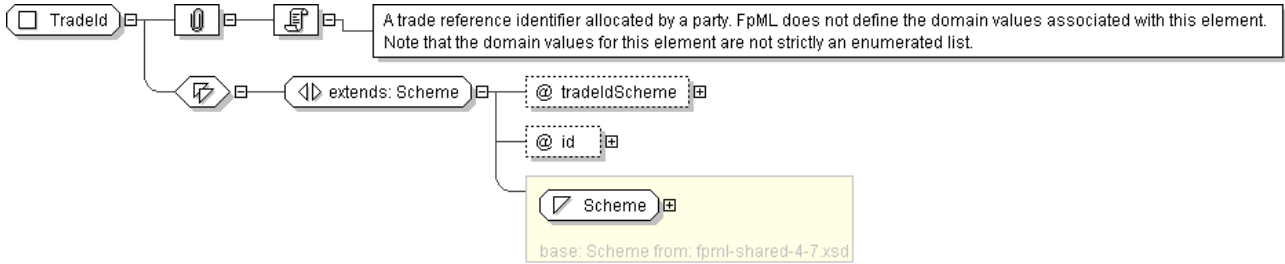 TradeId
A trade reference identifier allocated by a party. FpML does not define the domain values associated with this element.
Note that the domain values for this element are not strictly an enumerated list.
extends: Scheme
@ tradeIdScheme
@ id
Scheme
base: Scheme from: fpml-shared-4-7.xsd